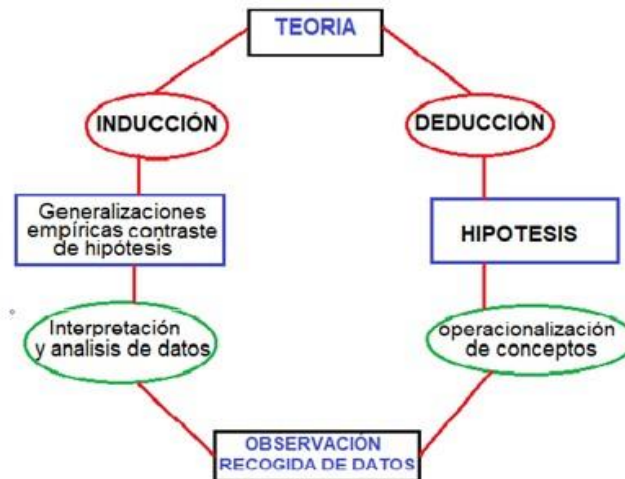 TEORIA
INDUCCIÓN
DEDUCCIÓN
Generalizaciones
empíricas contraste
de hipótesis
HIPOTESIS
Interpretación
y analisis de datos
operacionalización
de conceptos
OBSERVACIÓN
RECOGIDA DE DATOS